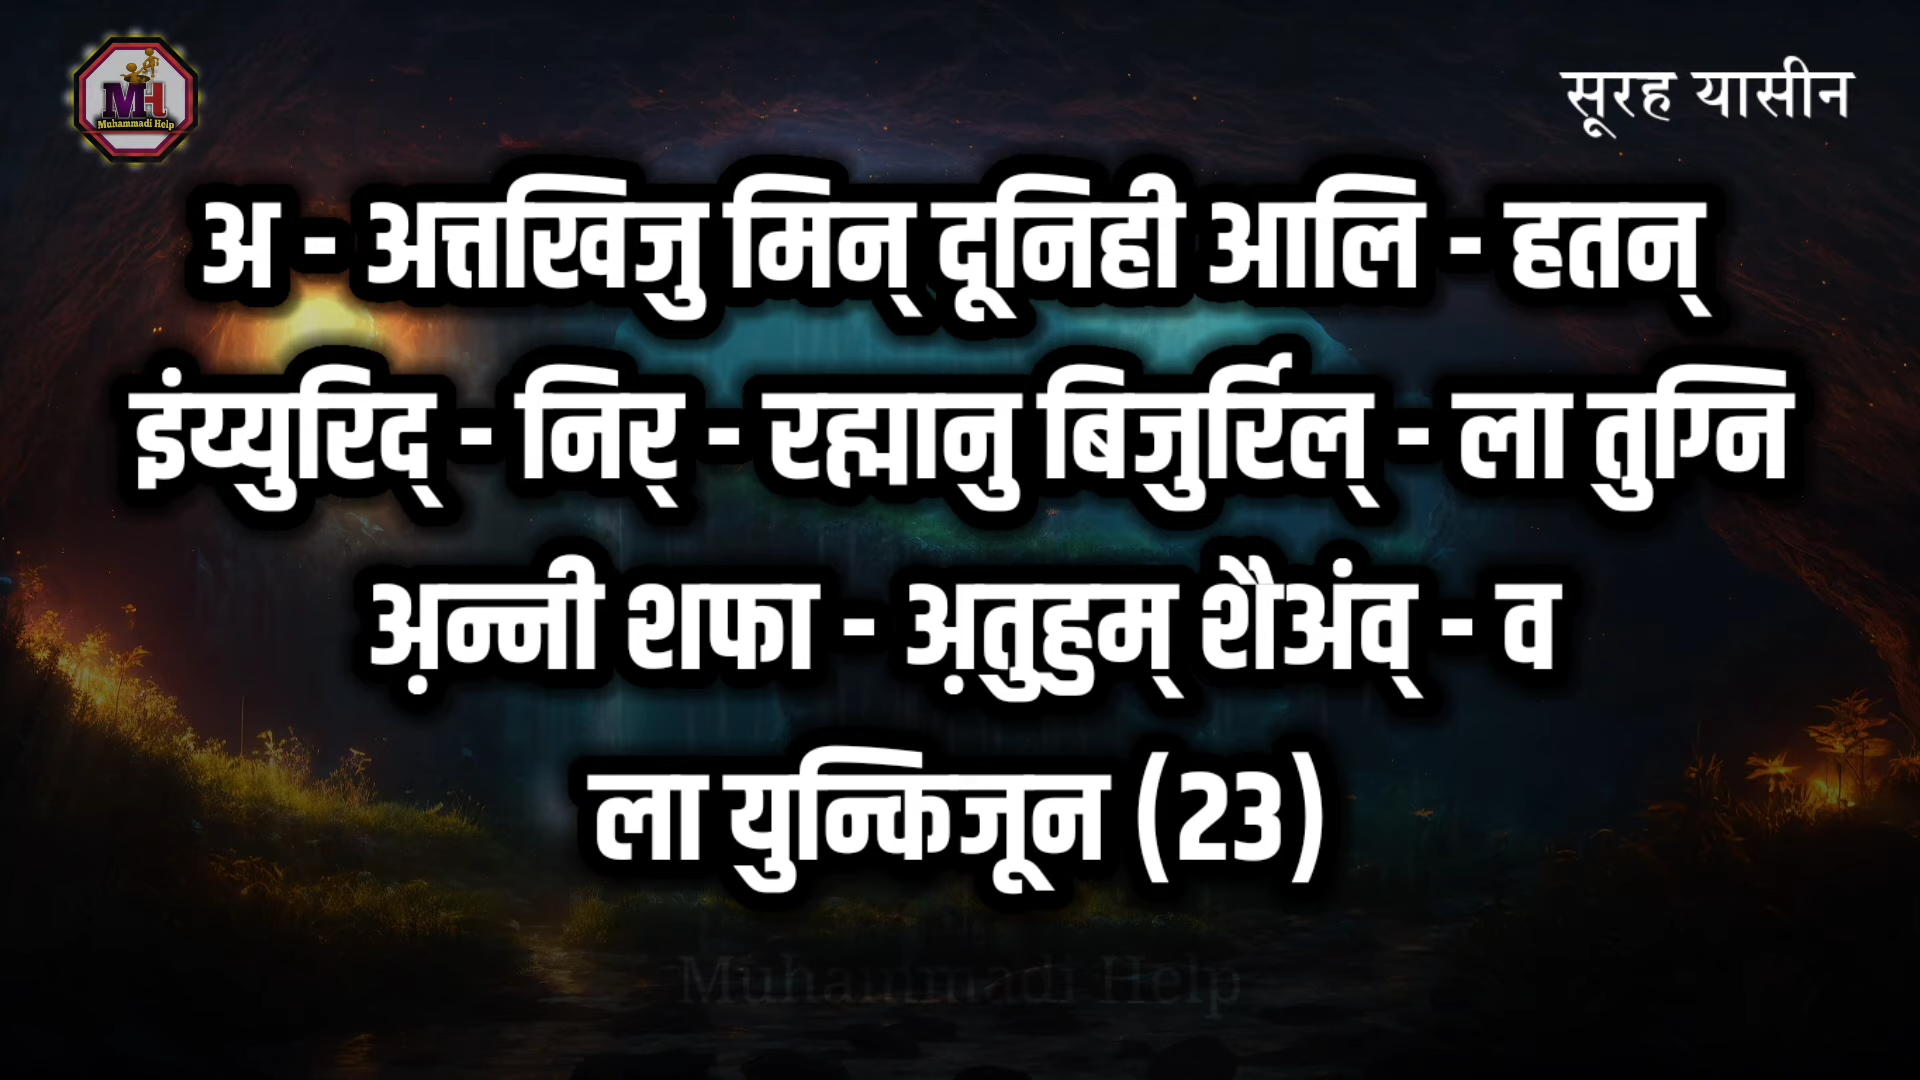 MH
Muhammadi Help
सूरह यासीन
अ - अत्तखिजु मिन् दूनिही आलि - हतन्
इंय्युरिद् - निर् - रह्मानु बिजुर्रिल् - ला तुग्नि
अ़न्नी शफा - अ़तुहुम् शैअंव् - व
ला युन्किजून (23)
Muhammadi Help